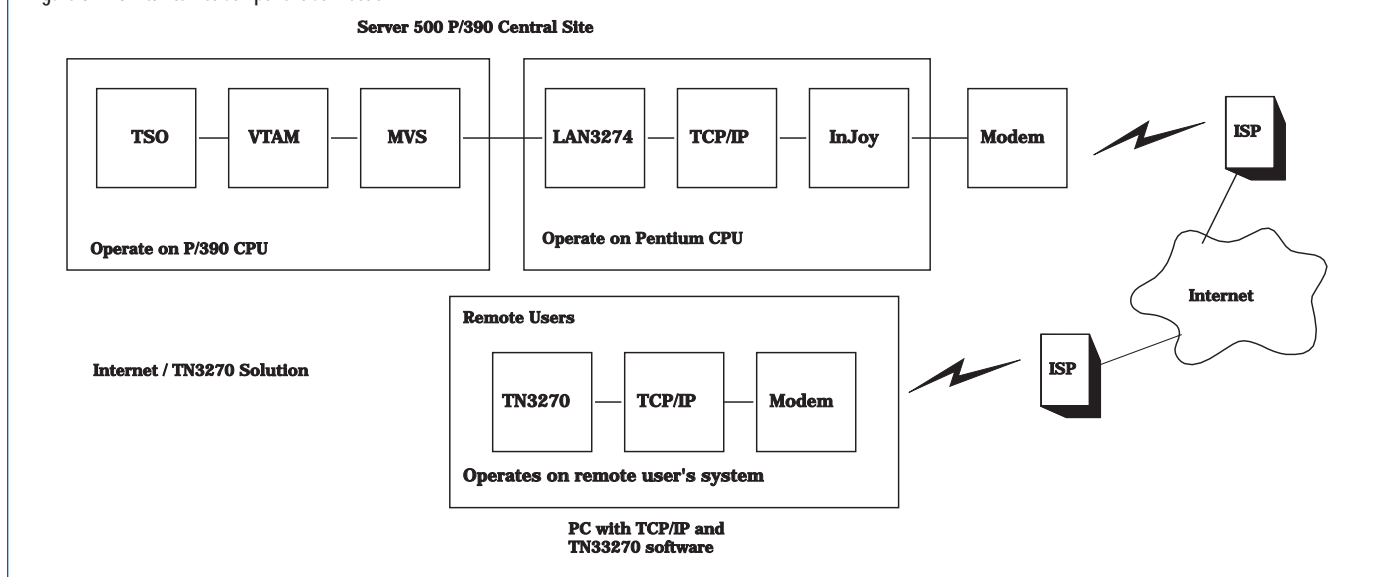 Server 500 P/390 Central Site
TSO
VTAM
MVS
LAN3274
TCP/IP
InJoy
Modem
ISP
Operate on P/390 CPU
Operate on Pentium CPU
Internet
Remote Users
Internet / TN3270 Solution
ISP
TN3270
TCP/IP
Modem
Operates on remote user's system
PC with TCP/IP and
TN33270 software